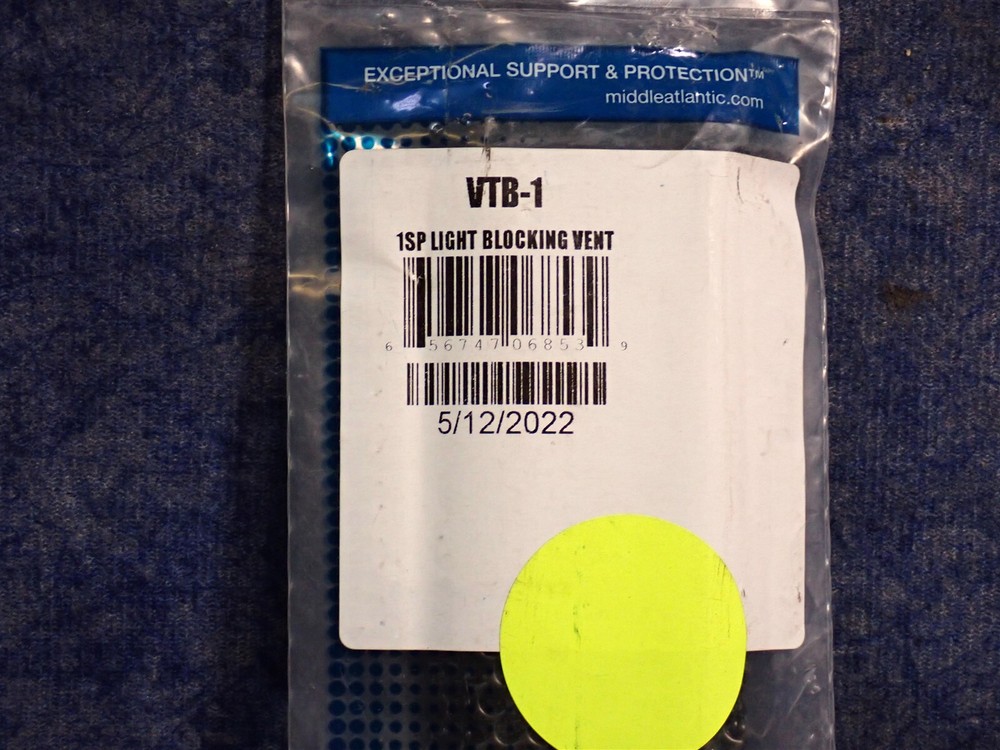 EXCEPTIONAL SUPPORT & PROTECTION™
middleatlantic.com
VTB-1
1SP LIGHT BLOCKING VENT
6 56747 06853 9
5/12/2022